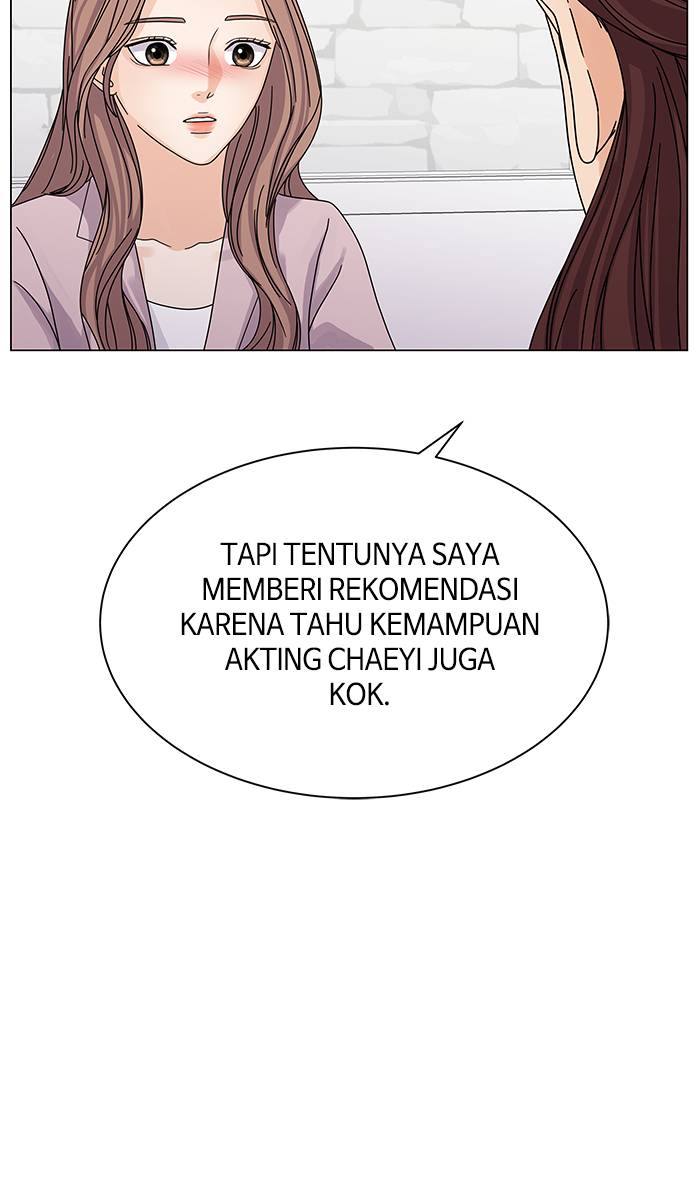 TAPI TENTUNYA SAYA
MEMBERI REKOMENDASI
KARENA TAHU KEMAMPUAN
AKTING CHAEYI JUGA
KOK.